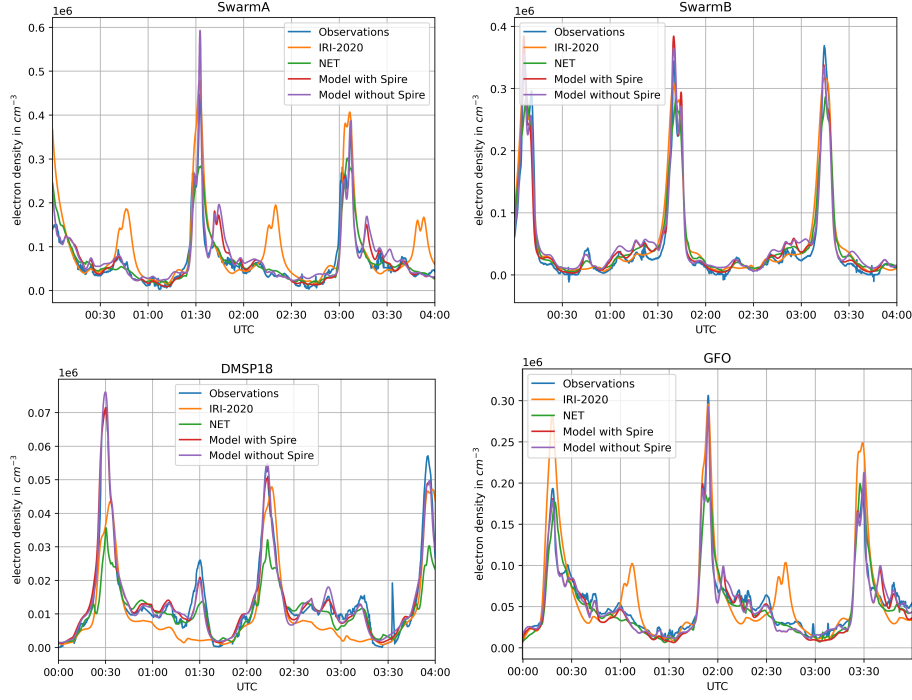 SwarmA
1e6
Observations
IRI-2020
NET
Model with Spire
Model without Spire
electron density in cm⁻³
0.6
0.5
0.4
0.3
0.2
0.1
0.0
00:30 01:00 01:30 02:00 02:30 03:00 03:30 04:00
UTC
SwarmB
1e6
Observations
IRI-2020
NET
Model with Spire
Model without Spire
electron density in cm⁻³
0.4
0.3
0.2
0.1
0.0
00:30 01:00 01:30 02:00 02:30 03:00 03:30 04:00
UTC
DMSP18
1e6
Observations
IRI-2020
NET
Model with Spire
Model without Spire
electron density in cm⁻³
0.07
0.06
0.05
0.04
0.03
0.02
0.01
0.00
00:00 00:30 01:00 01:30 02:00 02:30 03:00 03:30 04:00
UTC
GFO
1e6
Observations
IRI-2020
NET
Model with Spire
Model without Spire
electron density in cm⁻³
0.30
0.25
0.20
0.15
0.10
0.05
0.00
00:00 00:30 01:00 01:30 02:00 02:30 03:00 03:30
UTC